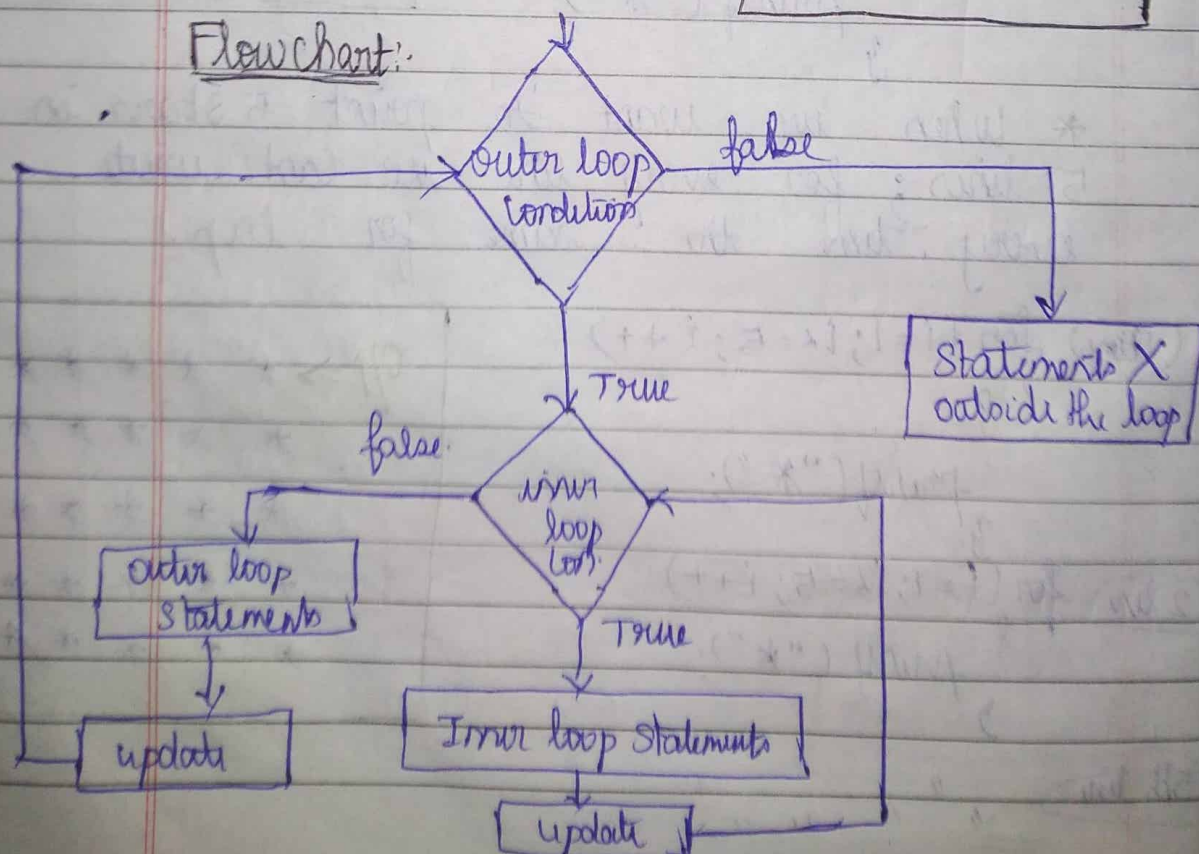 Flowchart:-
outer loop
Condition
false
True
Statements X
outside the loop
false
inner
loop
con.
outer loop
statements
True
Inner loop statements
update
update